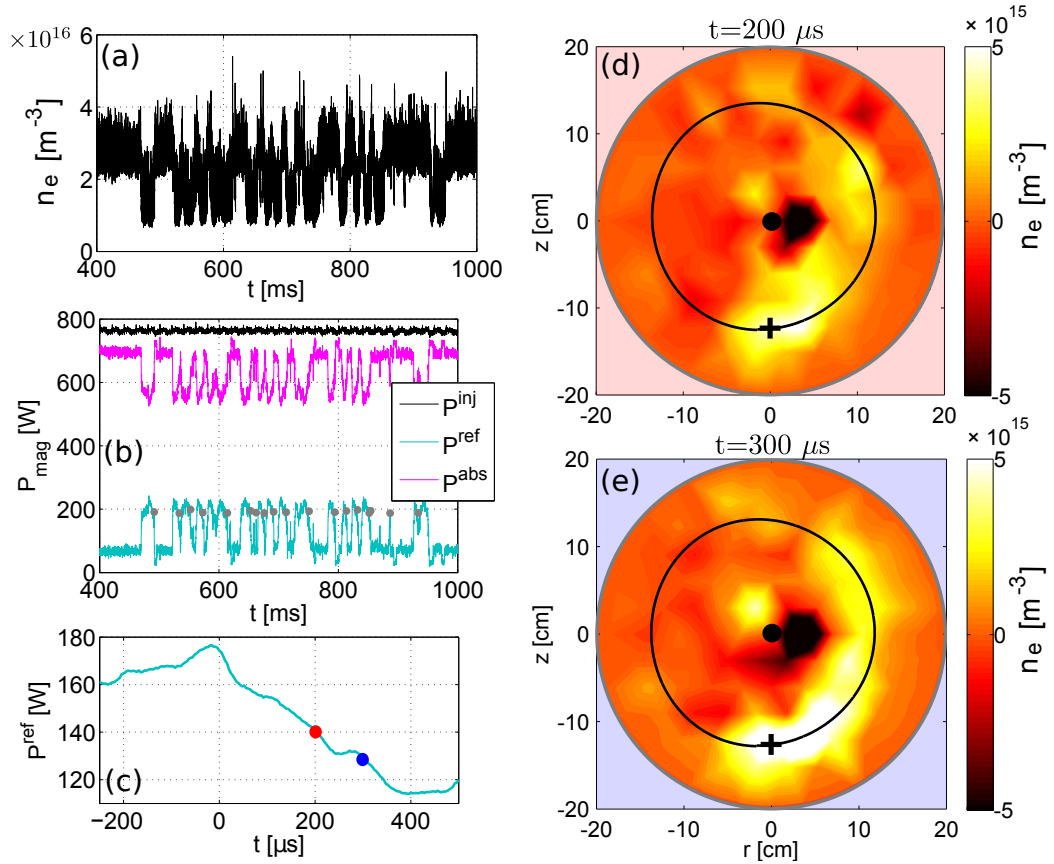 ×10^16
(a)
6
4
2
0
n_e [m^-3]
400 600 800 1000
t [ms]
800
600
400
200
0
P_mag [W]
(b)
P^inj
P^ref
P^abs
400 600 800 1000
t [ms]
180
160
140
120
P^ref [W]
(c)
−200 0 200 400
t [µs]
t=200 µs
× 10^15
(d)
20
10
0
-10
-20
z [cm]
-20 -10 0 10 20
5
0
-5
n_e [m^-3]
t=300 µs
× 10^15
(e)
20
10
0
-10
-20
z [cm]
-20 -10 0 10 20
r [cm]
5
0
-5
n_e [m^-3]